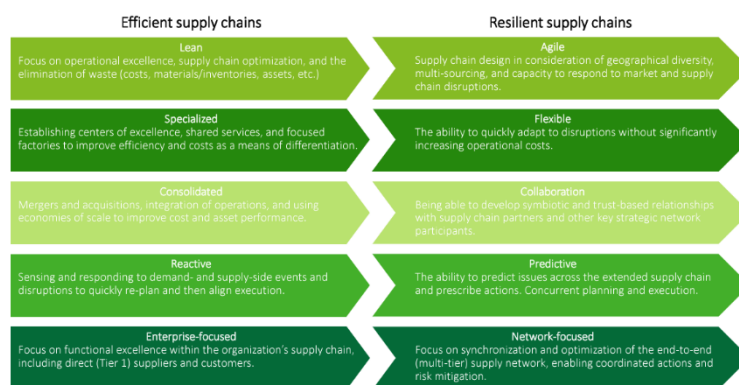 Efficient supply chains
Resilient supply chains
Lean
Focus on operational excellence, supply chain optimization, and the
elimination of waste (costs, materials/inventories, assets, etc.)
Agile
Supply chain design in consideration of geographical diversity,
multi-sourcing, and capacity to respond to market and supply
chain disruptions.
Specialized
Establishing centers of excellence, shared services, and focused
factories to improve efficiency and costs as a means of differentiation.
Flexible
The ability to quickly adapt to disruptions without significantly
increasing operational costs.
Consolidated
Mergers and acquisitions, integration of operations, and using
economies of scale to improve cost and asset performance.
Collaboration
Being able to develop symbiotic and trust-based relationships
with supply chain partners and other key strategic network
participants.
Reactive
Sensing and responding to demand- and supply-side events and
disruptions to quickly re-plan and then align execution.
Predictive
The ability to predict issues across the extended supply chain
and prescribe actions. Concurrent planning and execution.
Enterprise-focused
Focus on functional excellence within the organization's supply chain,
including direct (Tier 1) suppliers and customers.
Network-focused
Focus on synchronization and optimization of the end-to-end
(multi-tier) supply network, enabling coordinated actions and
risk mitigation.